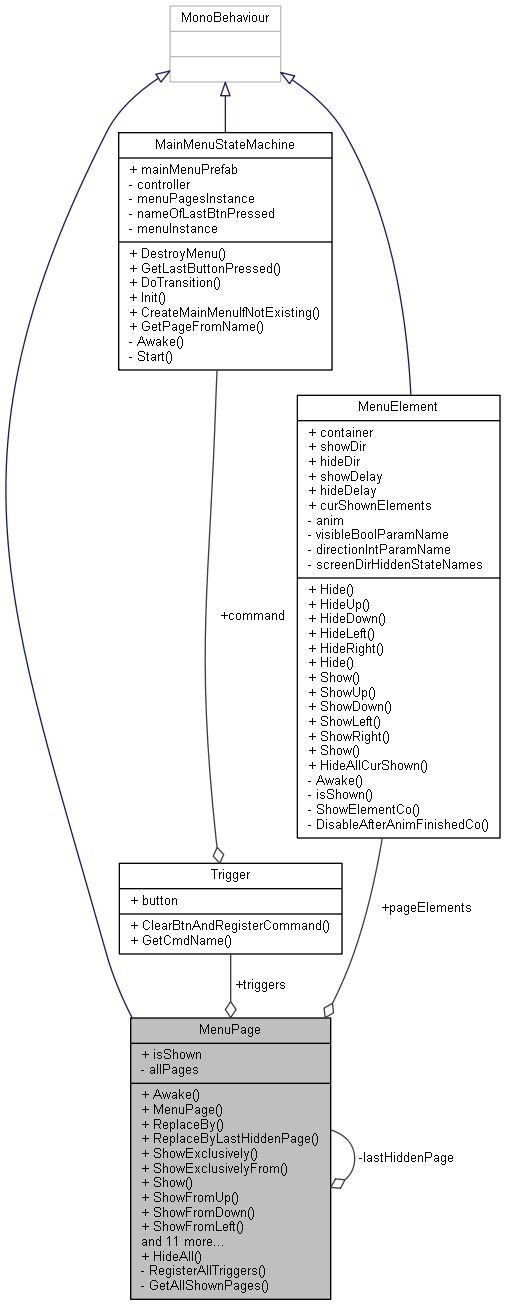 MonoBehaviour
MainMenuStateMachine
+ mainMenuPrefab
- controller
- menuPagesInstance
- nameOfLastBtnPressed
- menuInstance
+ DestroyMenu()
+ GetLastButtonPressed()
+ DoTransition()
+ Init()
+ CreateMainMenuIfNotExisting()
+ GetPageFromName()
- Awake()
- Start()
MenuElement
+ container
+ showDir
+ hideDir
+ showDelay
+ hideDelay
+ curShownElements
- anim
- visibleBoolParamName
- directionIntParamName
- screenDirHiddenStateNames
+ Hide()
+ HideUp()
+ HideDown()
+ HideLeft()
+ HideRight()
+ Hide()
+ Show()
+ ShowUp()
+ ShowDown()
+ ShowLeft()
+ ShowRight()
+ Show()
+ HideAllCurShown()
- Awake()
- isShown()
- ShowElementCo()
- DisableAfterAnimFinishedCo()
+command
Trigger
+ button
+ ClearBtnAndRegisterCommand()
+ GetCmdName()
+pageElements
+triggers
MenuPage
+ isShown
- allPages
+ Awake()
+ MenuPage()
+ ReplaceBy()
+ ReplaceByLastHiddenPage()
+ ShowExclusively()
+ ShowExclusivelyFrom()
+ Show()
+ ShowFromUp()
+ ShowFromDown()
+ ShowFromLeft()
and 11 more...
+ HideAll()
- RegisterAllTriggers()
- GetAllShownPages()
-lastHiddenPage